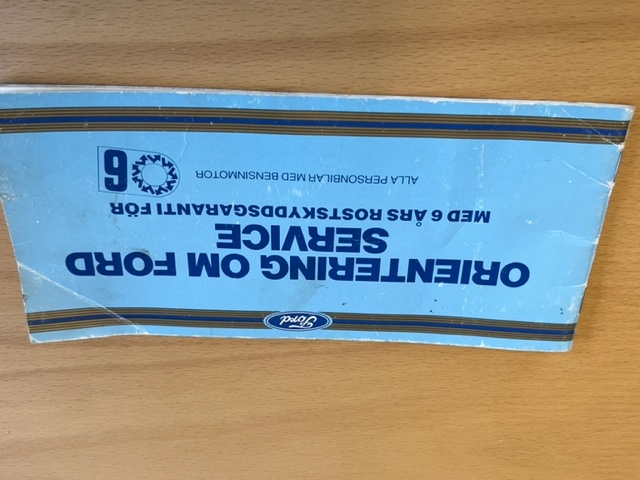 Ford
ORIENTERING OM FORD
SERVICE
MED 6 ÅRS ROSTSKYDDSGARANTI FÖR
ALLA PERSONBILAR MED BENSINMOTOR
6